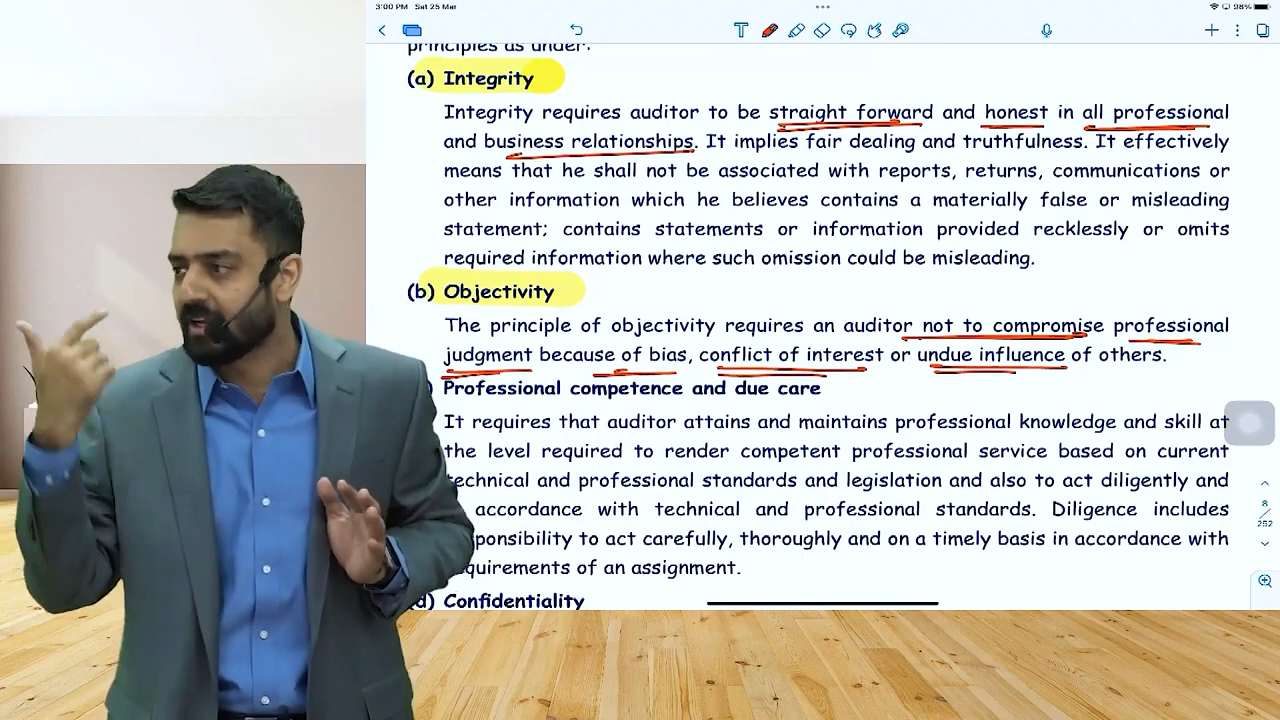 3:00 PM Sat 25 Mar
98%
principles as under:
(a) Integrity
Integrity requires auditor to be straight forward and honest in all professional
and business relationships. It implies fair dealing and truthfulness. It effectively
means that he shall not be associated with reports, returns, communications or
other information which he believes contains a materially false or misleading
statement; contains statements or information provided recklessly or omits
required information where such omission could be misleading.
(b) Objectivity
The principle of objectivity requires an auditor not to compromise professional
judgment because of bias, conflict of interest or undue influence of others.
) Professional competence and due care
It requires that auditor attains and maintains professional knowledge and skill at
the level required to render competent professional service based on current
technical and professional standards and legislation and also to act diligently and
accordance with technical and professional standards. Diligence includes
sponsibility to act carefully, thoroughly and on a timely basis in accordance with
equirements of an assignment.
(d) Confidentiality
8
252